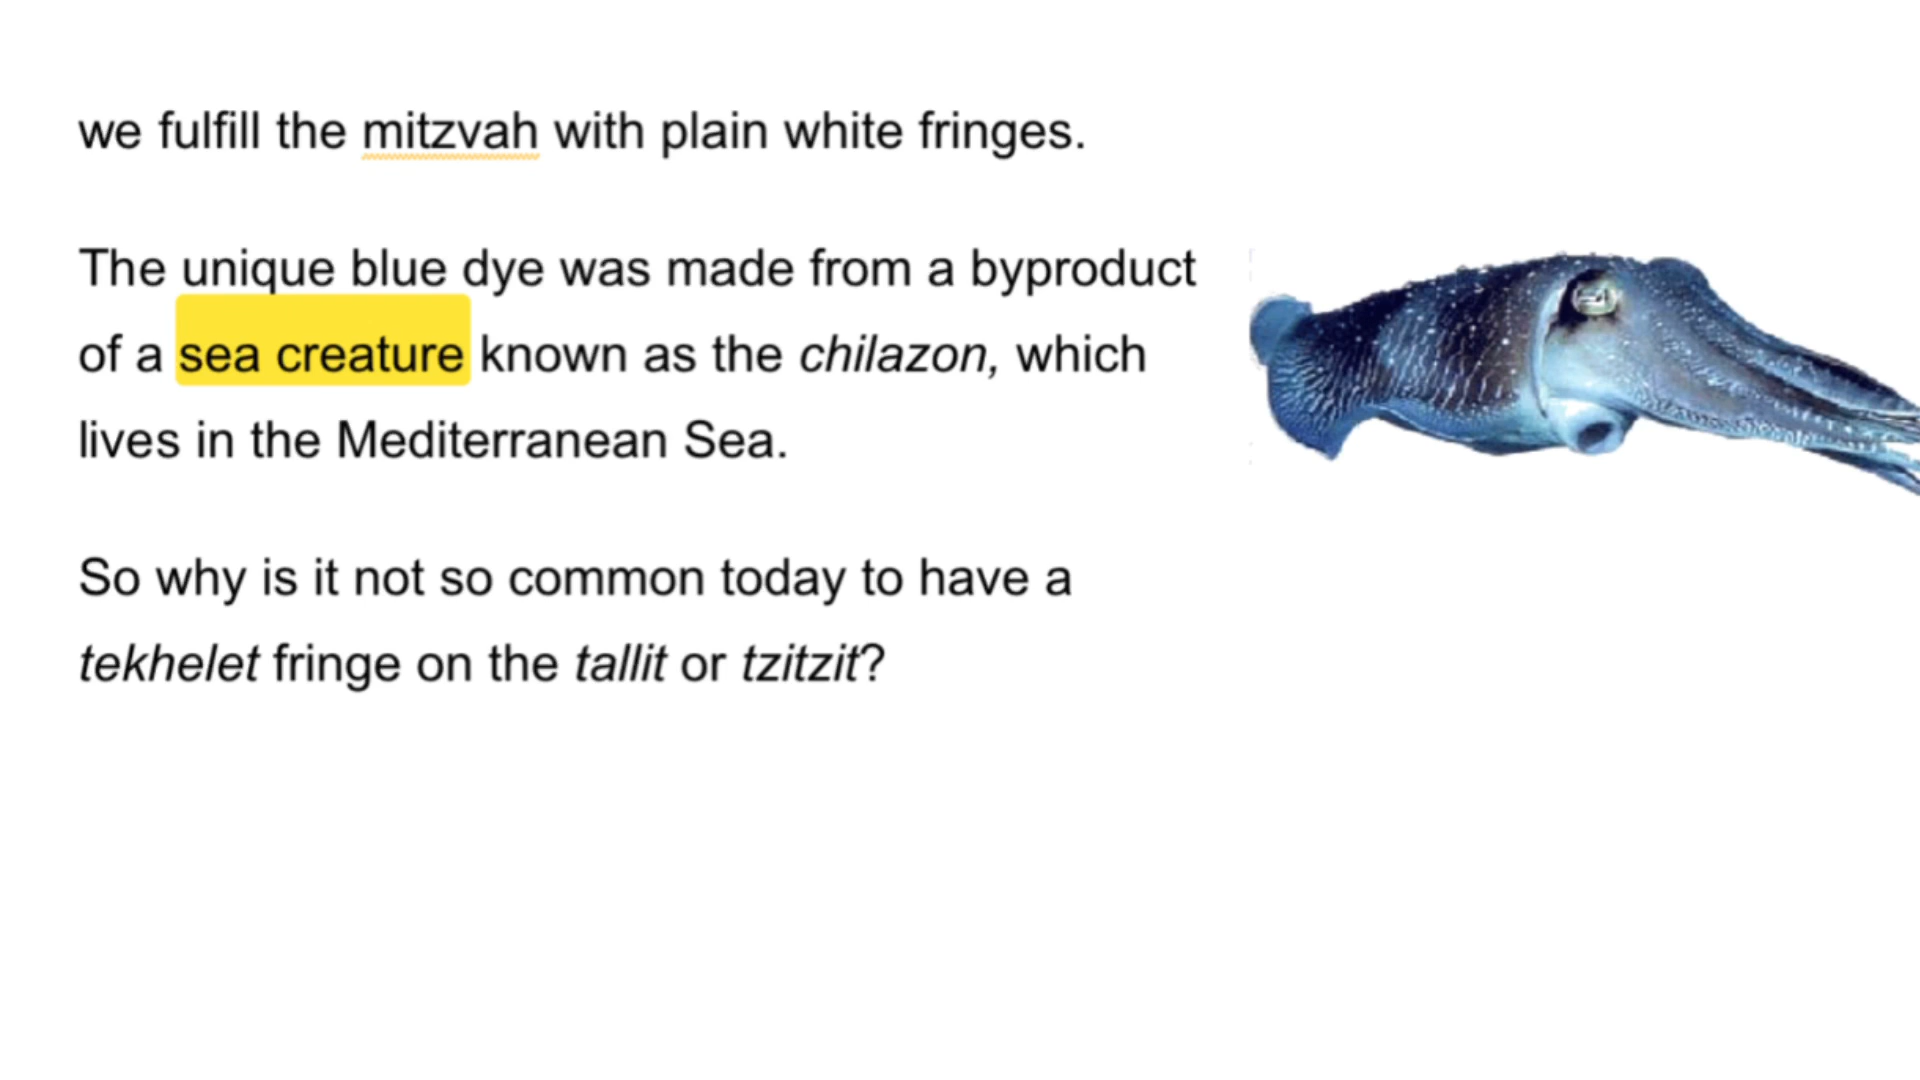 we fulfill the mitzvah with plain white fringes.
The unique blue dye was made from a byproduct
of a sea creature known as the chilazon, which
lives in the Mediterranean Sea.
So why is it not so common today to have a
tekhelet fringe on the tallit or tzitzit?